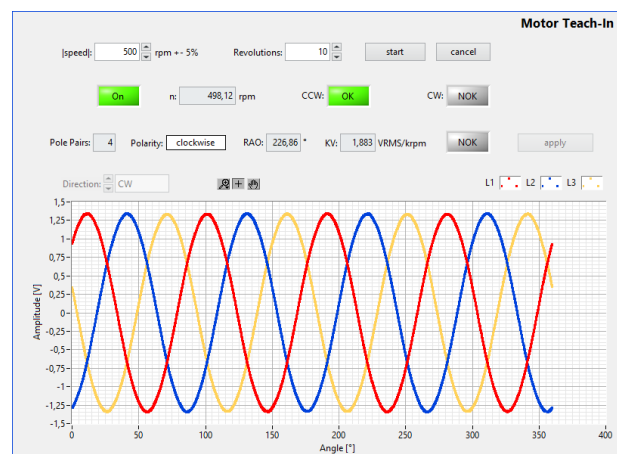 Motor Teach-In
|speed|: 500 rpm +- 5% Revolutions: 10 start cancel
On n: 498,12 rpm CCW: OK CW: NOK
Pole Pairs: 4 Polarity: clockwise RAO: 226,86 ° KV: 1,883 VRMS/krpm NOK apply
Direction: CW L1 L2 L3
1,5
1,25
1
0,75
0,5
0,25
0
-0,25
-0,5
-0,75
-1
-1,25
-1,5
Amplitude [V]
0 50 100 150 200 250 300 350 400
Angle [°]